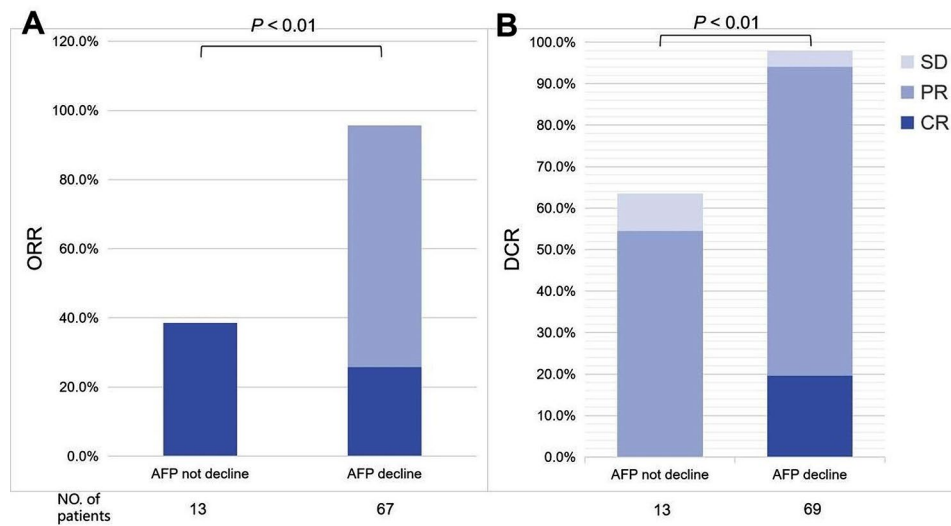 A
P < 0.01
120.0%
100.0%
80.0%
60.0%
40.0%
20.0%
0.0%
ORR
AFP not decline
AFP decline
NO. of
patients
13
67
B
P < 0.01
100.0%
90.0%
80.0%
70.0%
60.0%
50.0%
40.0%
30.0%
20.0%
10.0%
0.0%
DCR
AFP not decline
AFP decline
13
69
SD
PR
CR